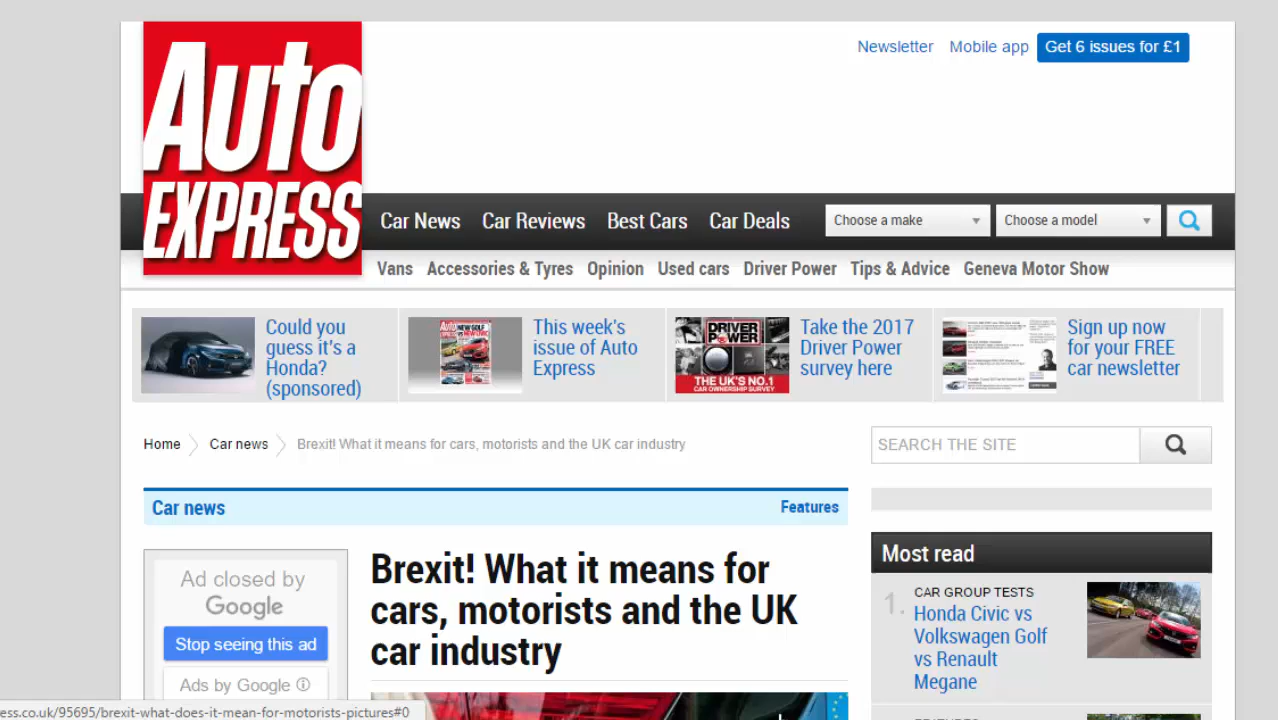 Auto
EXPRESS
Newsletter Mobile app Get 6 issues for £1
Car News Car Reviews Best Cars Car Deals Choose a make Choose a model
Vans Accessories & Tyres Opinion Used cars Driver Power Tips & Advice Geneva Motor Show
Could you
guess it's a
Honda?
(sponsored)
This week's
issue of Auto
Express
DRIVER
POWER
THE UK'S NO.1
CAR OWNERSHIP SURVEY
Take the 2017
Driver Power
survey here
Sign up now
for your FREE
car newsletter
Home Car news Brexit! What it means for cars, motorists and the UK car industry
SEARCH THE SITE
Car news Features
Ad closed by
Google
Stop seeing this ad
Ads by Google
Brexit! What it means for
cars, motorists and the UK
car industry
Most read
1. CAR GROUP TESTS
Honda Civic vs
Volkswagen Golf
vs Renault
Megane
ess.co.uk/95695/brexit-what-does-it-mean-for-motorists-pictures#0